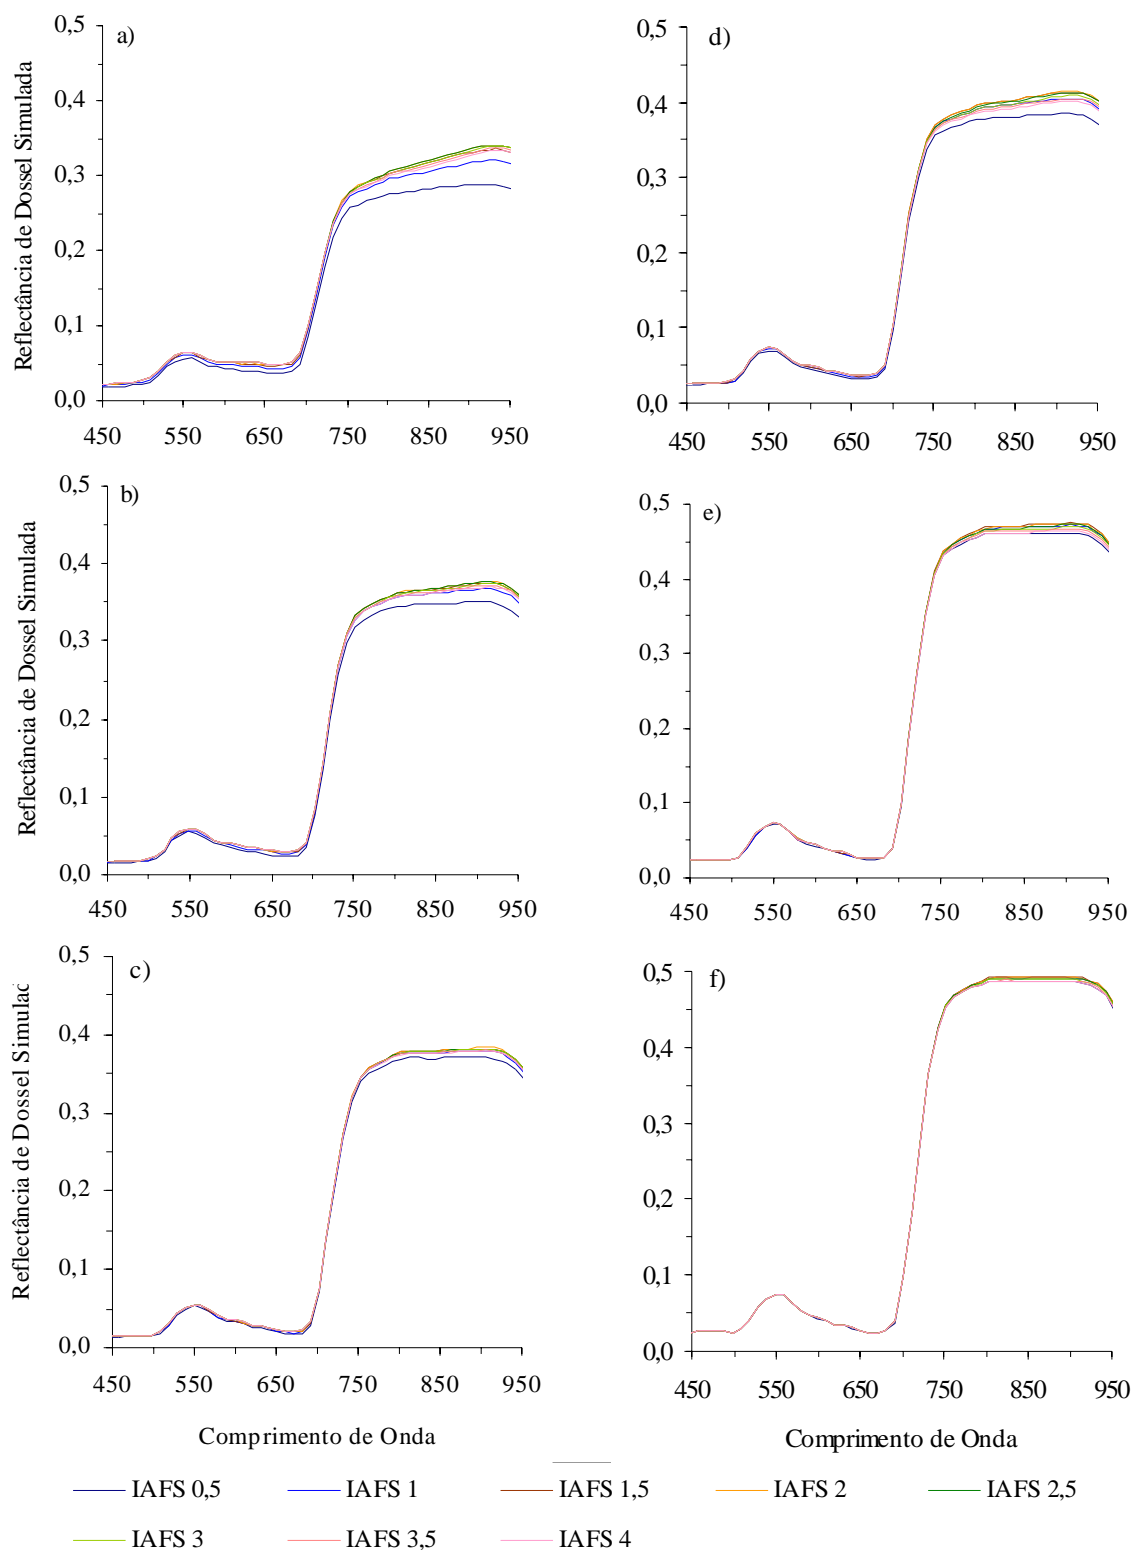 a)
Reflectância de Dossel Simulada
0,5
0,4
0,3
0,2
0,1
0,0
450 550 650 750 850 950
d)
0,5
0,4
0,3
0,2
0,1
0,0
450 550 650 750 850 950
b)
Reflectância de Dossel Simulada
0,5
0,4
0,3
0,2
0,1
0,0
450 550 650 750 850 950
e)
0,5
0,4
0,3
0,2
0,1
0,0
450 550 650 750 850 950
c)
Reflectância de Dossel Simulad
0,5
0,4
0,3
0,2
0,1
0,0
450 550 650 750 850 950
Comprimento de Onda
f)
0,5
0,4
0,3
0,2
0,1
0,0
450 550 650 750 850 950
Comprimento de Onda
IAFS 0,5 IAFS 1 IAFS 1,5 IAFS 2 IAFS 2,5
IAFS 3 IAFS 3,5 IAFS 4